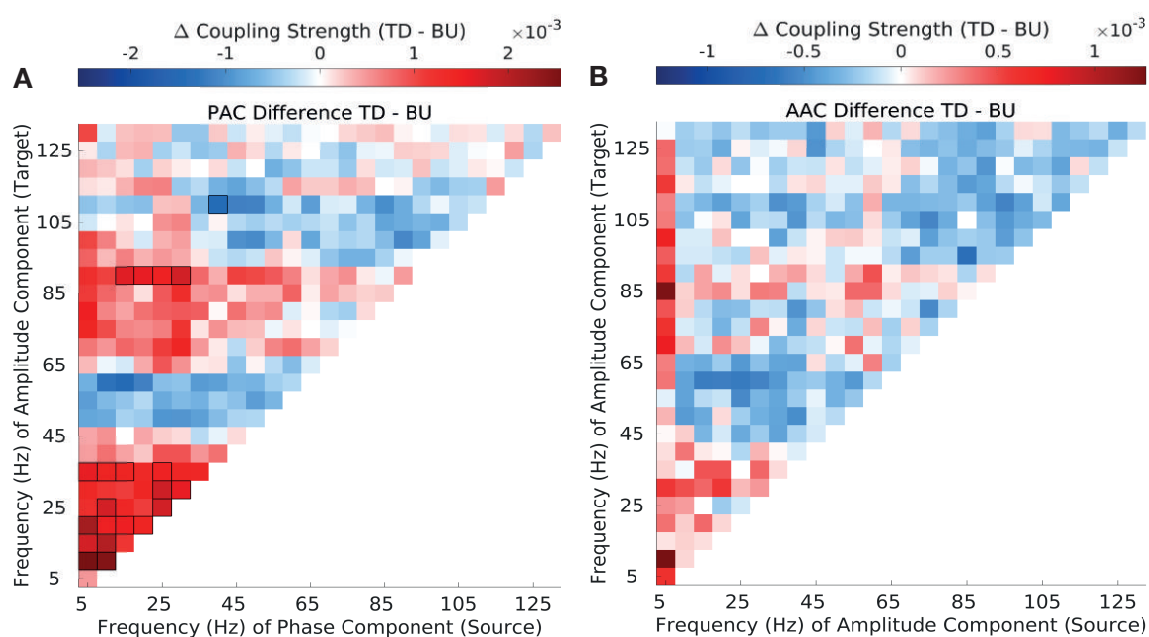 Δ Coupling Strength (TD - BU)
×10⁻³
-2 -1 0 1 2
A
PAC Difference TD - BU
Frequency (Hz) of Amplitude Component (Target)
125
105
85
65
45
25
5
5 25 45 65 85 105 125
Frequency (Hz) of Phase Component (Source)
Δ Coupling Strength (TD - BU)
×10⁻³
-1 -0.5 0 0.5 1
B
AAC Difference TD - BU
Frequency (Hz) of Amplitude Component (Target)
125
105
85
65
45
25
5
5 25 45 65 85 105 125
Frequency (Hz) of Amplitude Component (Source)